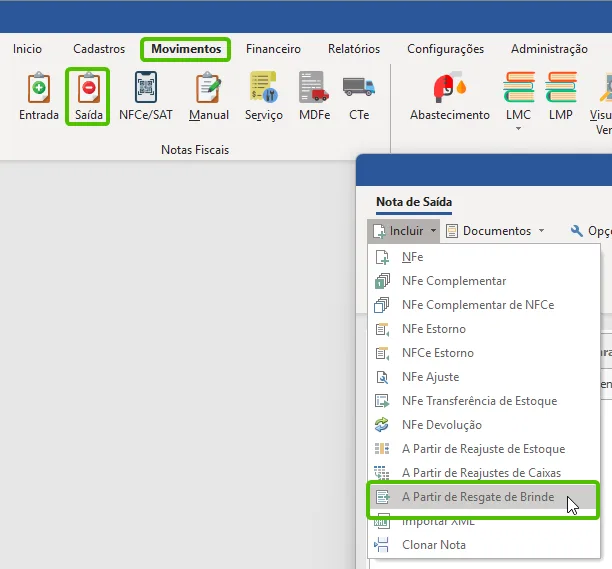 Inicio Cadastros Movimentos Financeiro Relatórios Configurações Administração
Entrada Saída NFCe/SAT Manual Serviço MDFe CTe Abastecimento LMC LMP
Notas Fiscais
Nota de Saída
Incluir Documentos
NFe
NFe Complementar
NFe Complementar de NFCe
NFe Estorno
NFCe Estorno
NFe Ajuste
NFe Transferência de Estoque
NFe Devolução
A Partir de Reajuste de Estoque
A Partir de Reajustes de Caixas
A Partir de Resgate de Brinde
Importar XML
Clonar Nota